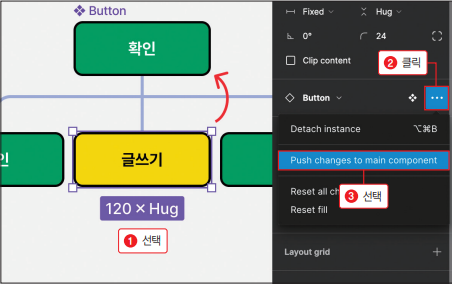 Button
확인
인
글쓰기
120 × Hug
1 선택
Fixed
Hug
0°
24
Clip content
2 클릭
Button
Detach instance ⌥⌘B
Push changes to main component
Reset all ch
3 선택
Reset fill
Layout grid